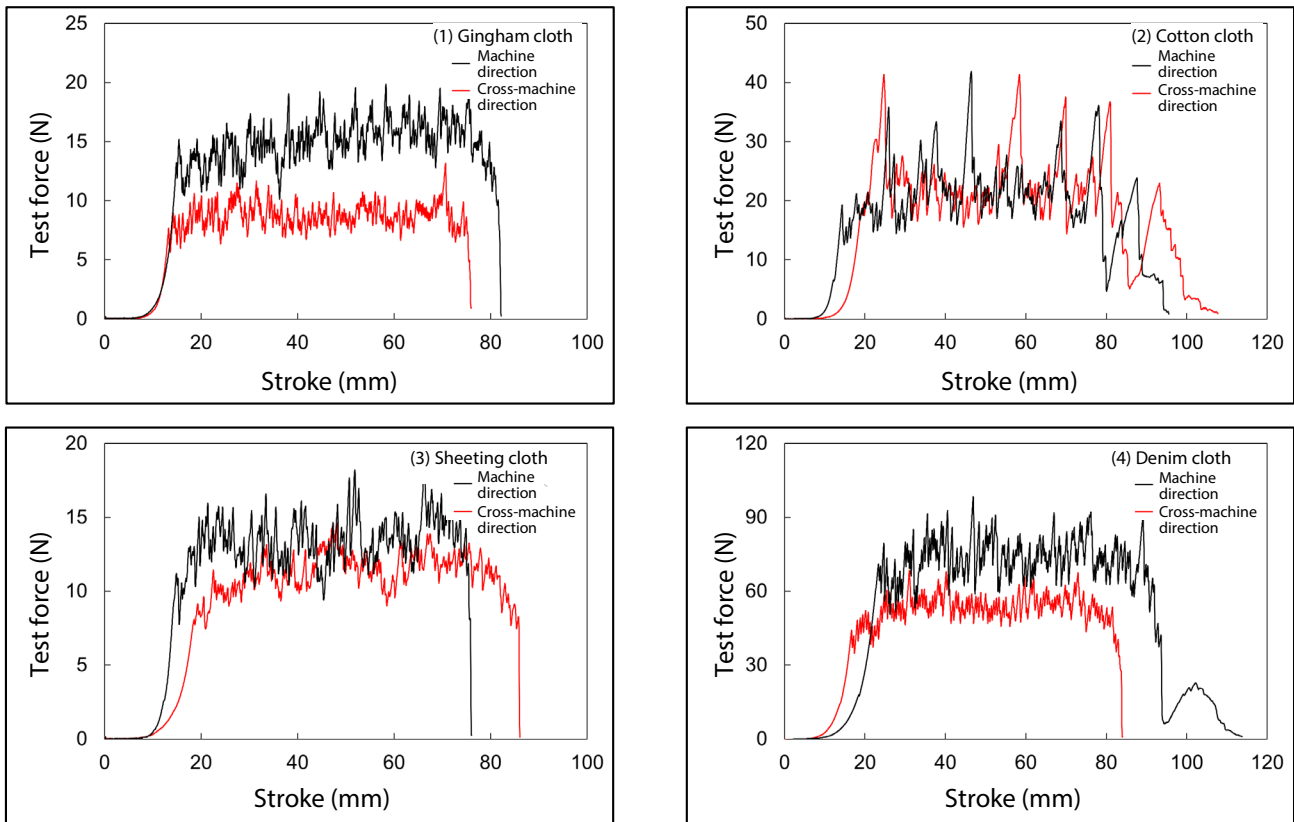 (1) Gingham cloth
Machine
direction
Cross-machine
direction
25
20
15
10
5
0
Test force (N)
0 20 40 60 80 100
Stroke (mm)
(2) Cotton cloth
Machine
direction
Cross-machine
direction
50
40
30
20
10
0
Test force (N)
0 20 40 60 80 100 120
Stroke (mm)
(3) Sheeting cloth
Machine
direction
Cross-machine
direction
20
15
10
5
0
Test force (N)
0 20 40 60 80 100
Stroke (mm)
(4) Denim cloth
Machine
direction
Cross-machine
direction
120
90
60
30
0
Test force (N)
0 20 40 60 80 100 120
Stroke (mm)